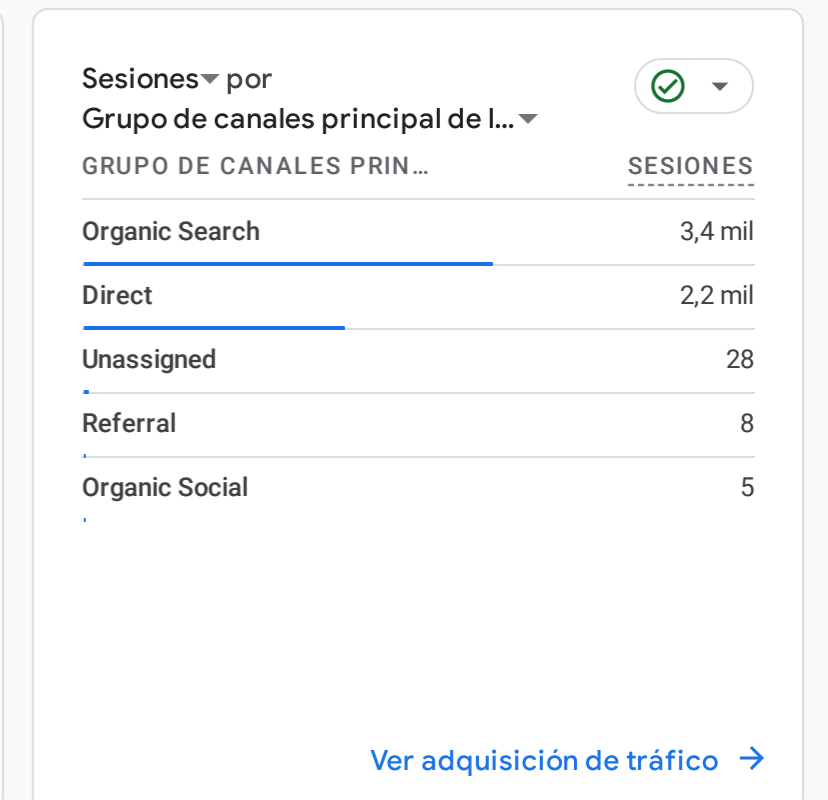 Sesiones por
Grupo de canales principal de l...
GRUPO DE CANALES PRIN... SESIONES
Organic Search 3,4 mil
Direct 2,2 mil
Unassigned 28
Referral 8
Organic Social 5
Ver adquisición de tráfico